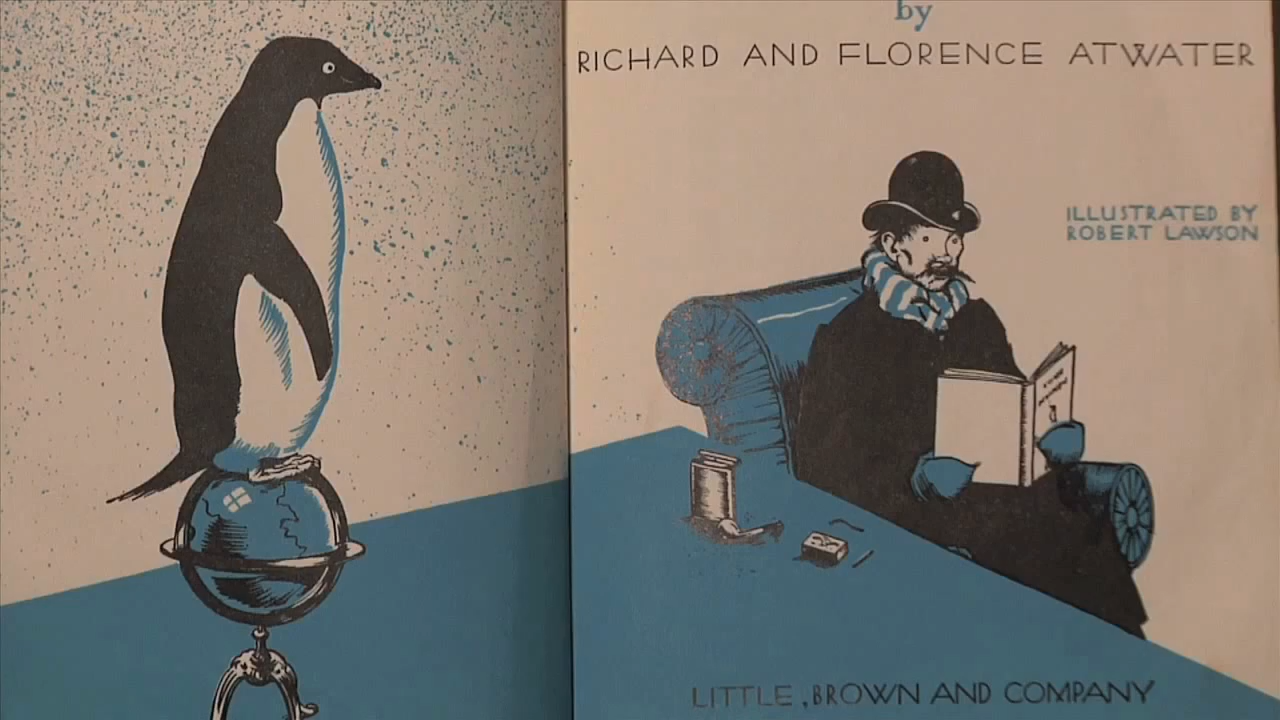 by
RICHARD AND FLORENCE ATWATER
ILLUSTRATED BY
ROBERT LAWSON
LITTLE, BROWN AND COMPANY